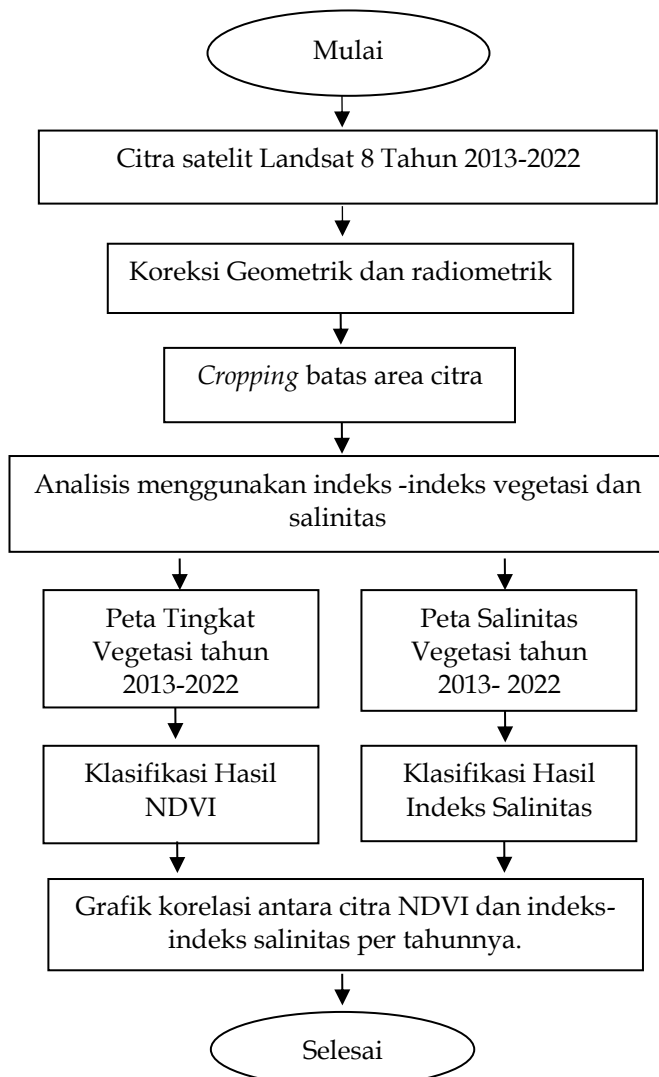 Mulai
Citra satelit Landsat 8 Tahun 2013-2022
Koreksi Geometrik dan radiometrik
Cropping batas area citra
Analisis menggunakan indeks -indeks vegetasi dan
salinitas
Peta Tingkat
Vegetasi tahun
2013-2022
Peta Salinitas
Vegetasi tahun
2013- 2022
Klasifikasi Hasil
NDVI
Klasifikasi Hasil
Indeks Salinitas
Grafik korelasi antara citra NDVI dan indeks-
indeks salinitas per tahunnya.
Selesai